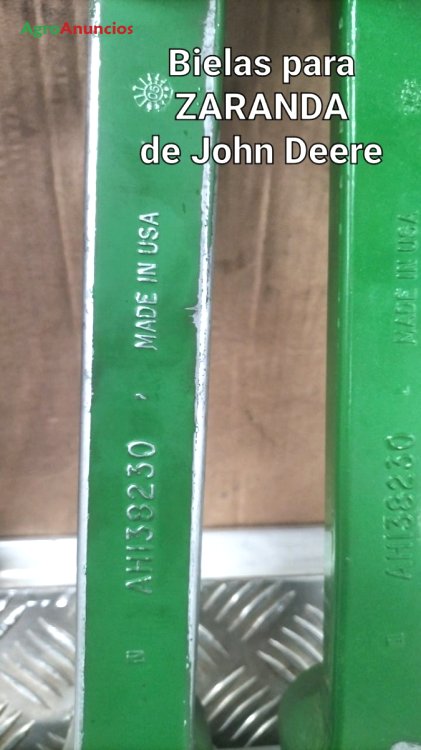 AgroAnuncios
Bielas para
ZARANDA
de John Deere
MADE IN USA
AH138230
N
MADE IN USA
AH138230